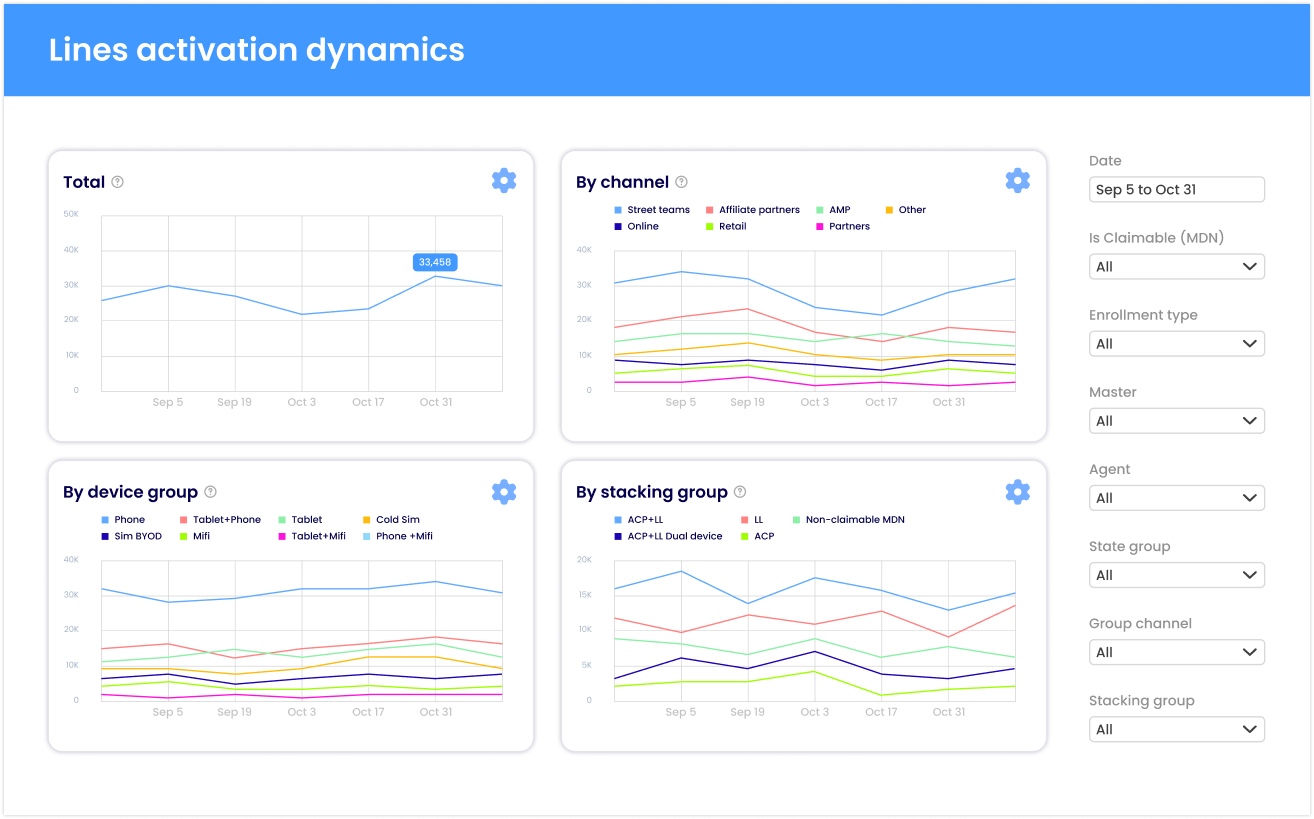 Lines activation dynamics
Total ?
50K
40K
30K
20K
10K
0
33,458
Sep 5 Sep 19 Oct 3 Oct 17 Oct 31
By channel ?
Street teams Affiliate partners AMP Other
Online Retail Partners
40K
30K
20K
10K
0
Sep 5 Sep 19 Oct 3 Oct 17 Oct 31
By device group ?
Phone Tablet+Phone Tablet Cold Sim
Sim BYOD Mifi Tablet+Mifi Phone +Mifi
40K
30K
20K
10K
0
Sep 5 Sep 19 Oct 3 Oct 17 Oct 31
By stacking group ?
ACP+LL LL Non-claimable MDN
ACP+LL Dual device ACP
20K
15K
10K
5K
0
Sep 5 Sep 19 Oct 3 Oct 17 Oct 31
Date
Sep 5 to Oct 31
Is Claimable (MDN)
All
Enrollment type
All
Master
All
Agent
All
State group
All
Group channel
All
Stacking group
All